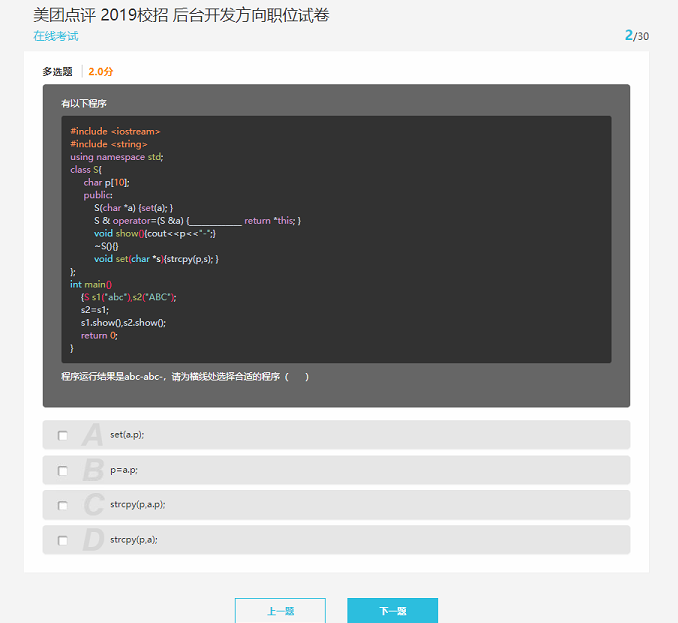 美团点评 2019校招 后台开发方向职位试卷
在线考试
2/30
多选题 2.0分
有以下程序
#include <iostream>
#include <string>
using namespace std;
class S{
char p[10];
public:
S(char *a) {set(a); }
S & operator=(S &a) {___________ return *this; }
void show(){cout<<p<<"-";}
~S(){}
void set(char *s){strcpy(p,s); }
};
int main()
{S s1("abc"),s2("ABC");
s2=s1;
s1.show(),s2.show();
return 0;
}
程序运行结果是abc-abc-，请为横线处选择合适的程序（ ）
A set(a.p);
B p=a.p;
C strcpy(p,a.p);
D strcpy(p,a);
上一题 下一题